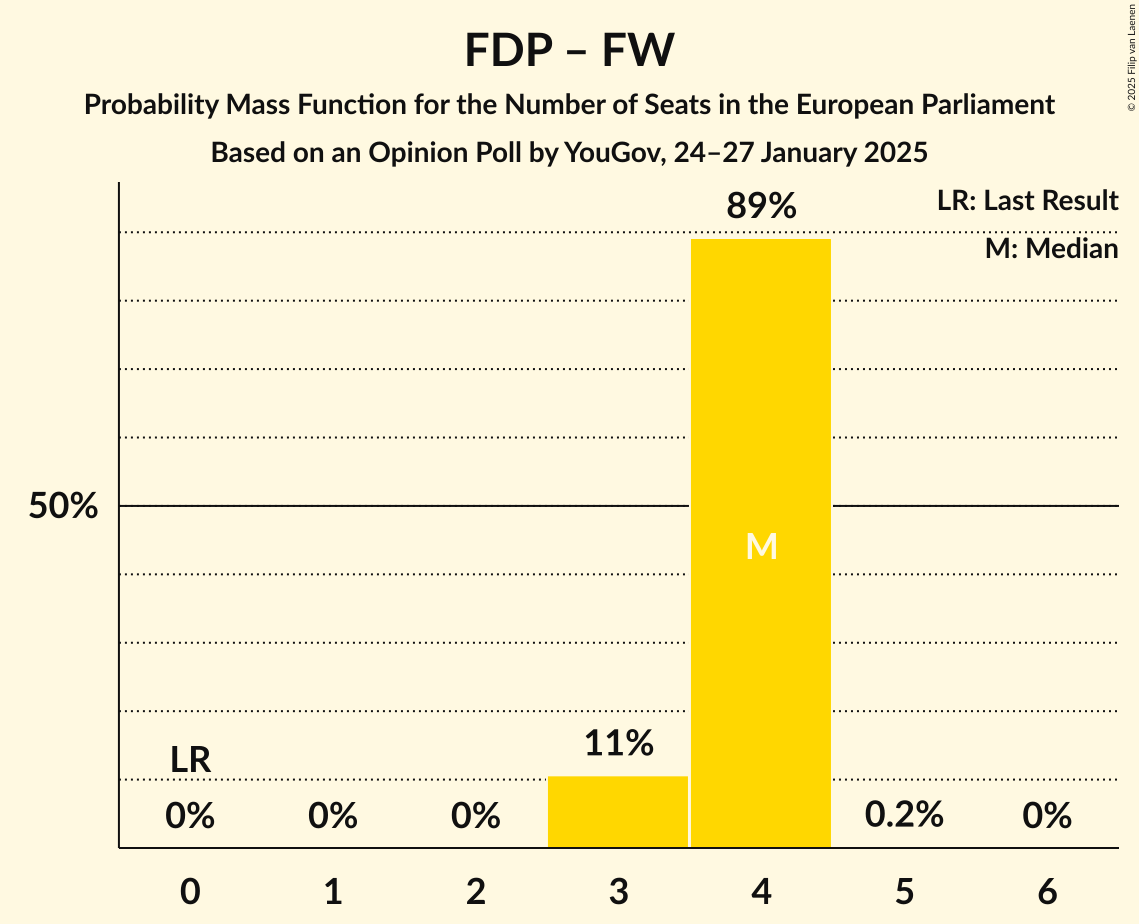 FDP – FW
Probability Mass Function for the Number of Seats in the European Parliament
Based on an Opinion Poll by YouGov, 24–27 January 2025
© 2025 Filip van Laenen
LR: Last Result
M: Median
89%
50%
M
11%
LR
0%
0%
0%
0.2%
0%
0
1
2
3
4
5
6